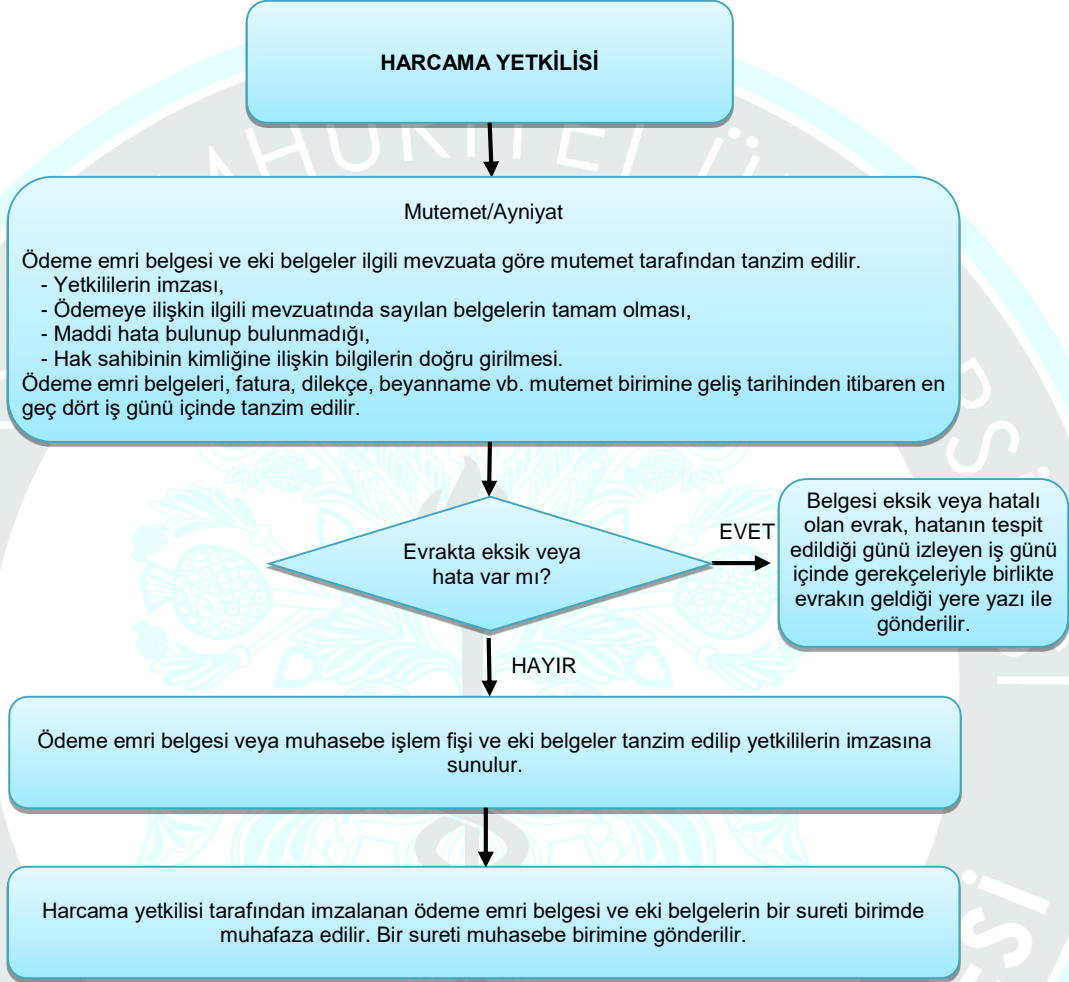 HARCAMA YETKİLİSİ
Mutemet/Ayniyat
Ödeme emri belgesi ve eki belgeler ilgili mevzuata göre mutemet tarafından tanzim edilir.
- Yetkililerin imzası,
- Ödemeye ilişkin ilgili mevzuatında sayılan belgelerin tamam olması,
- Maddi hata bulunup bulunmadığı,
- Hak sahibinin kimliğine ilişkin bilgilerin doğru girilmesi.
Ödeme emri belgeleri, fatura, dilekçe, beyanname vb. mutemet birimine geliş tarihinden itibaren en
geç dört iş günü içinde tanzim edilir.
Evrakta eksik veya
hata var mı?
EVET
Belgesi eksik veya hatalı
olan evrak, hatanın tespit
edildiği günü izleyen iş günü
içinde gerekçeleriyle birlikte
evrakın geldiği yere yazı ile
gönderilir.
HAYIR
Ödeme emri belgesi veya muhasebe işlem fişi ve eki belgeler tanzim edilip yetkililerin imzasına
sunulur.
Harcama yetkilisi tarafından imzalanan ödeme emri belgesi ve eki belgelerin bir sureti birimde
muhafaza edilir. Bir sureti muhasebe birimine gönderilir.